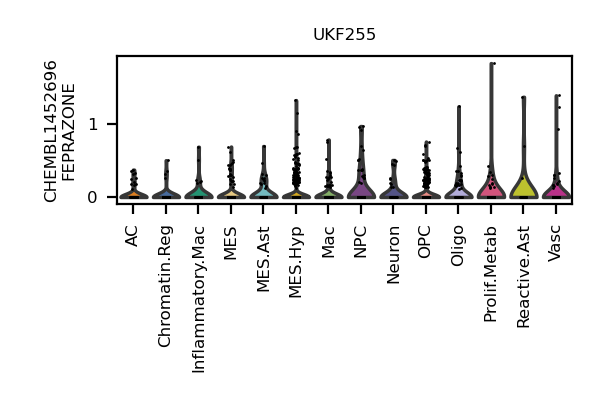 UKF255
CHEMBL1452696
FEPRAZONE
1
0
AC
Chromatin.Reg
Inflammatory.Mac
MES
MES.Ast
MES.Hyp
Mac
NPC
Neuron
OPC
Oligo
Prolif.Metab
Reactive.Ast
Vasc